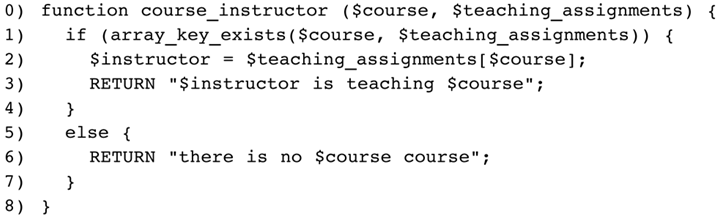 0) function course_instructor ($course, $teaching_assignments) {
1)   if (array_key_exists($course, $teaching_assignments)) {
2)     $instructor = $teaching_assignments[$course];
3)     RETURN "$instructor is teaching $course";
4)   }
5)   else {
6)     RETURN "there is no $course course";
7)   }
8) }